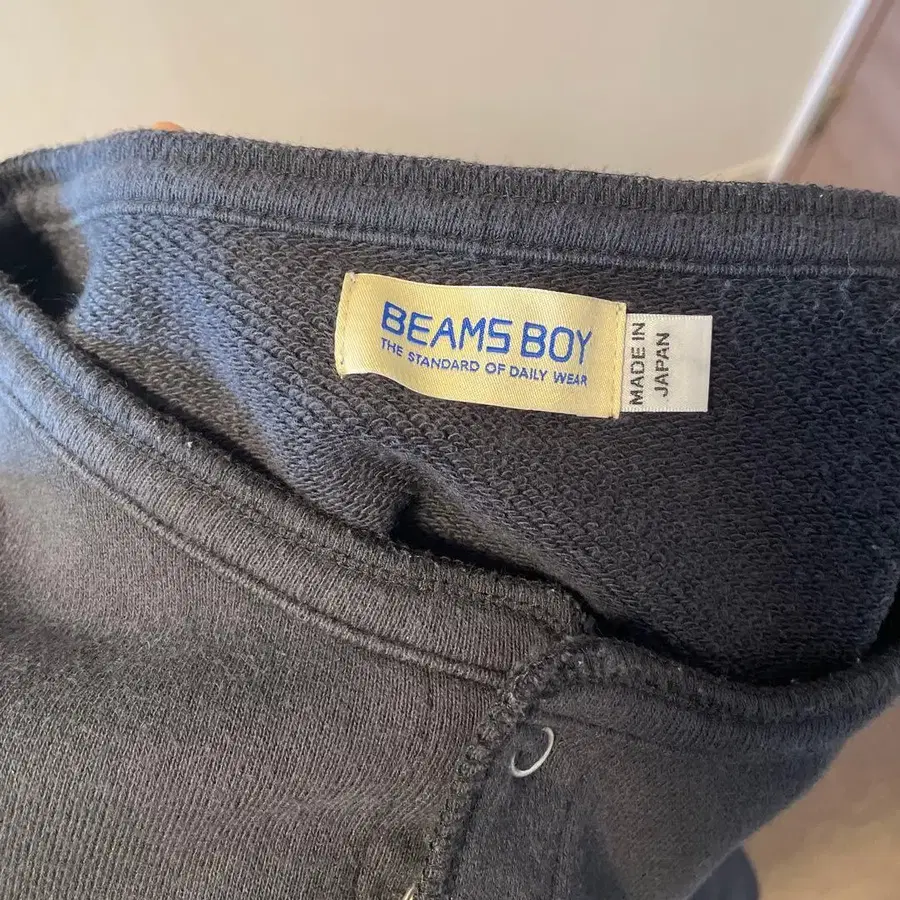 BEAMS BOY
THE STANDARD OF DAILY WEAR
MADE IN
JAPAN